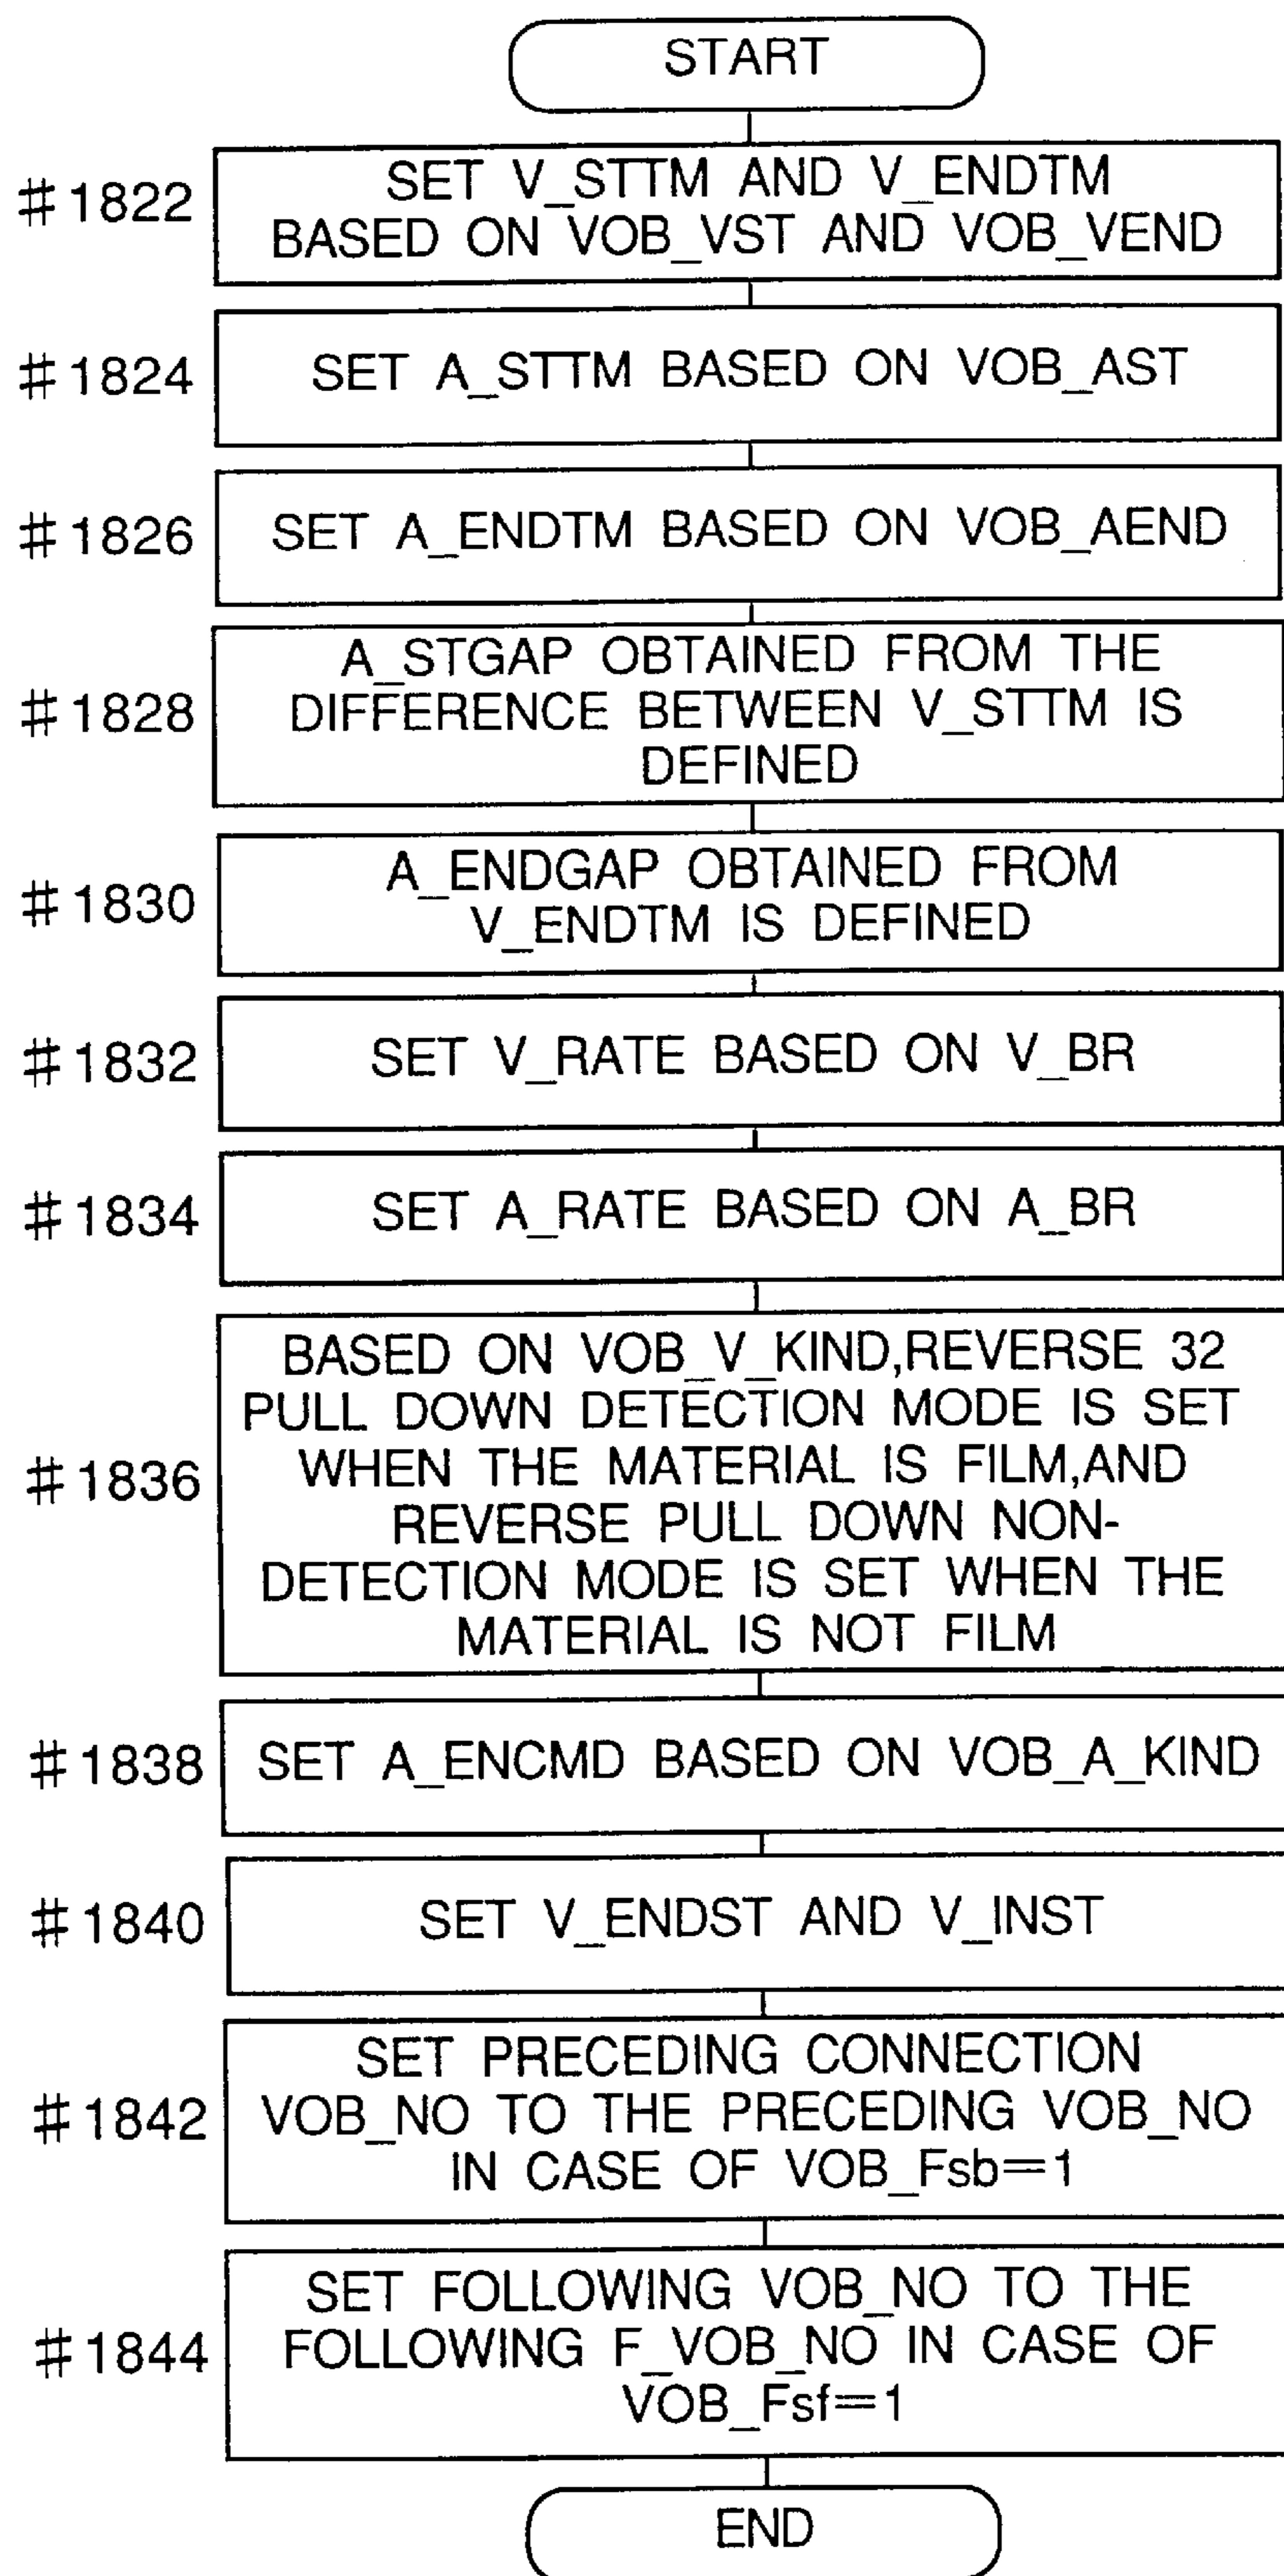 START
#1822
SET V_STTM AND V_ENDTM
BASED ON VOB_VST AND VOB_VEND
#1824
SET A_STTM BASED ON VOB_AST
#1826
SET A_ENDTM BASED ON VOB_AEND
#1828
A_STGAP OBTAINED FROM THE
DIFFERENCE BETWEEN V_STTM IS
DEFINED
#1830
A_ENDGAP OBTAINED FROM
V_ENDTM IS DEFINED
#1832
SET V_RATE BASED ON V_BR
#1834
SET A_RATE BASED ON A_BR
#1836
BASED ON VOB_V_KIND,REVERSE 32
PULL DOWN DETECTION MODE IS SET
WHEN THE MATERIAL IS FILM,AND
REVERSE PULL DOWN NON-
DETECTION MODE IS SET WHEN THE
MATERIAL IS NOT FILM
#1838
SET A_ENCMD BASED ON VOB_A_KIND
#1840
SET V_ENDST AND V_INST
#1842
SET PRECEDING CONNECTION
VOB_NO TO THE PRECEDING VOB_NO
IN CASE OF VOB_Fsb=1
#1844
SET FOLLOWING VOB_NO TO THE
FOLLOWING F_VOB_NO IN CASE OF
VOB_Fsf=1
END